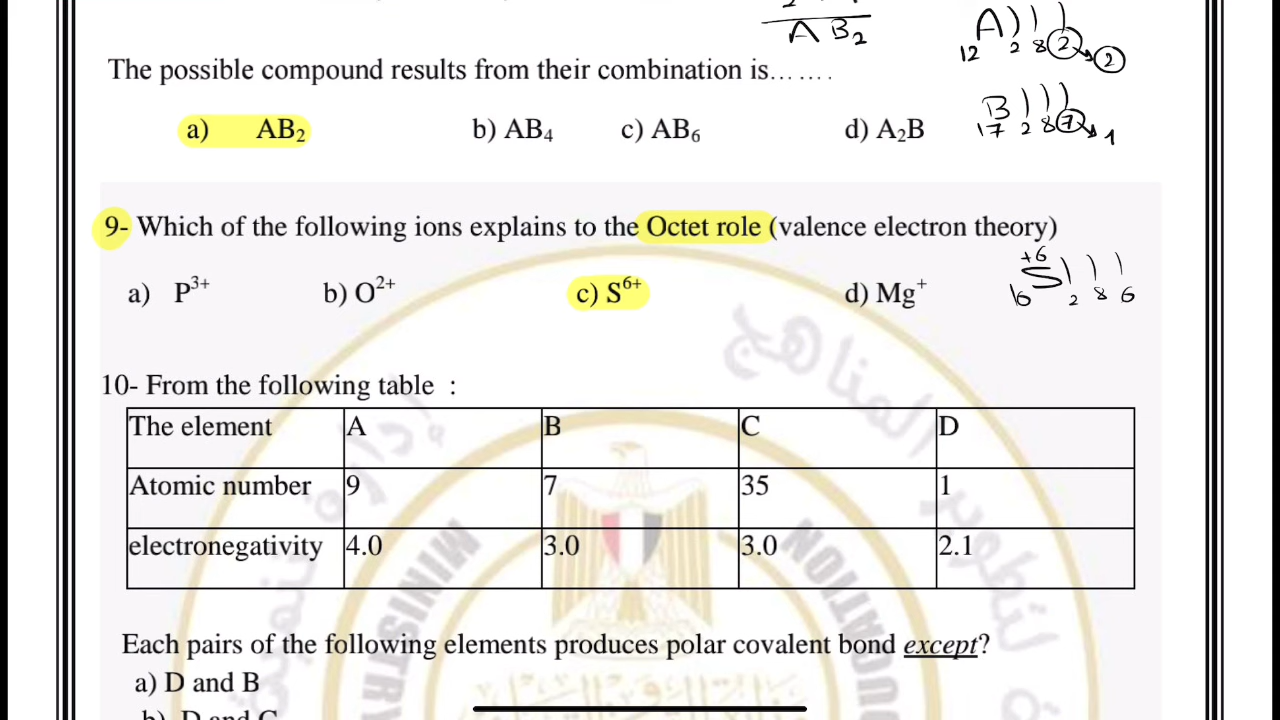 AB₂
A
12 2 8 2 2
The possible compound results from their combination is.......
a) AB₂ b) AB₄ c) AB₆ d) A₂B
B
17 2 8 7 1
9- Which of the following ions explains to the Octet role (valence electron theory)
a) P³⁺ b) O²⁺ c) S⁶⁺ d) Mg⁺
+6
S
16 2 8 6
10- From the following table :
The element A B C D
Atomic number 9 7 35 1
electronegativity 4.0 3.0 3.0 2.1
Each pairs of the following elements produces polar covalent bond except?
a) D and B
b) D and C
المناهج